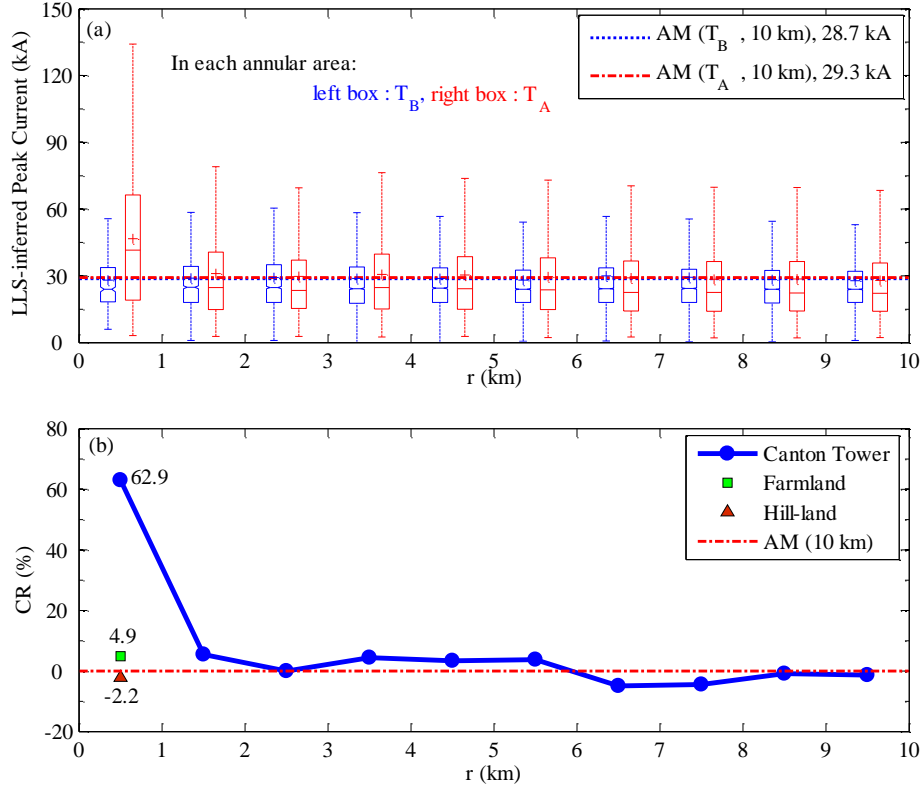 (a)
LLS-inferred Peak Current (kA)
150
120
90
60
30
0
In each annular area:
left box : T_B, right box : T_A
AM (T_B , 10 km), 28.7 kA
AM (T_A , 10 km), 29.3 kA
0 1 2 3 4 5 6 7 8 9 10
r (km)
(b)
CR (%)
80
60
40
20
0
-20
62.9
4.9
-2.2
Canton Tower
Farmland
Hill-land
AM (10 km)
0 1 2 3 4 5 6 7 8 9 10
r (km)